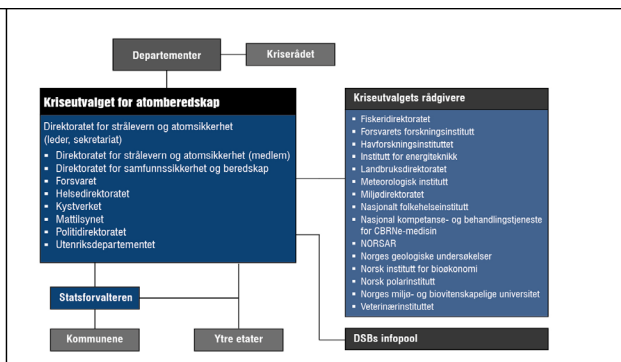 Departementer
Kriserådet
Kriseutvalget for atomberedskap
Direktoratet for strålevern og atomsikkerhet
(leder, sekretariat)
▪ Direktoratet for strålevern og atomsikkerhet (medlem)
▪ Direktoratet for samfunnssikkerhet og beredskap
▪ Forsvaret
▪ Helsedirektoratet
▪ Kystverket
▪ Mattilsynet
▪ Politidirektoratet
▪ Utenriksdepartementet
Kriseutvalgets rådgivere
▪ Fiskeridirektoratet
▪ Forsvarets forskningsinstitutt
▪ Havforskningsinstituttet
▪ Institutt for energiteknikk
▪ Landbruksdirektoratet
▪ Meteorologisk institutt
▪ Miljødirektoratet
▪ Nasjonalt folkehelseinstitutt
▪ Nasjonal kompetanse- og behandlingstjeneste
for CBRNe-medisin
▪ NORSAR
▪ Norges geologiske undersøkelser
▪ Norsk institutt for bioøkonomi
▪ Norsk polarinstitutt
▪ Norges miljø- og biovitenskapelige universitet
▪ Veterinærinstituttet
Statsforvalteren
Kommunene
Ytre etater
DSBs infopool